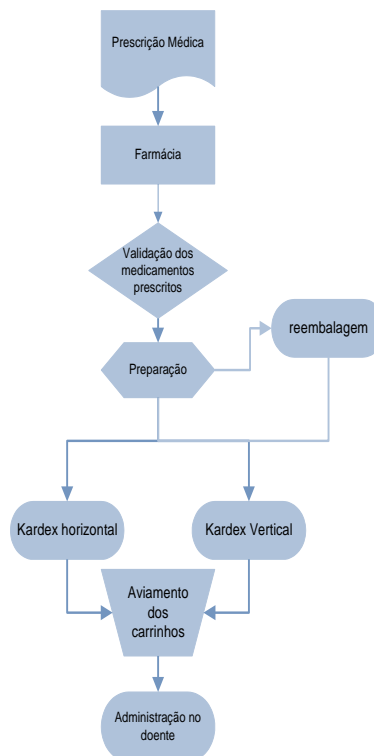 Prescrição Médica
Farmácia
Validação dos
medicamentos
prescritos
reembalagem
Preparação
Kardex horizontal
Kardex Vertical
Aviamento
dos
carrinhos
Administração no
doente